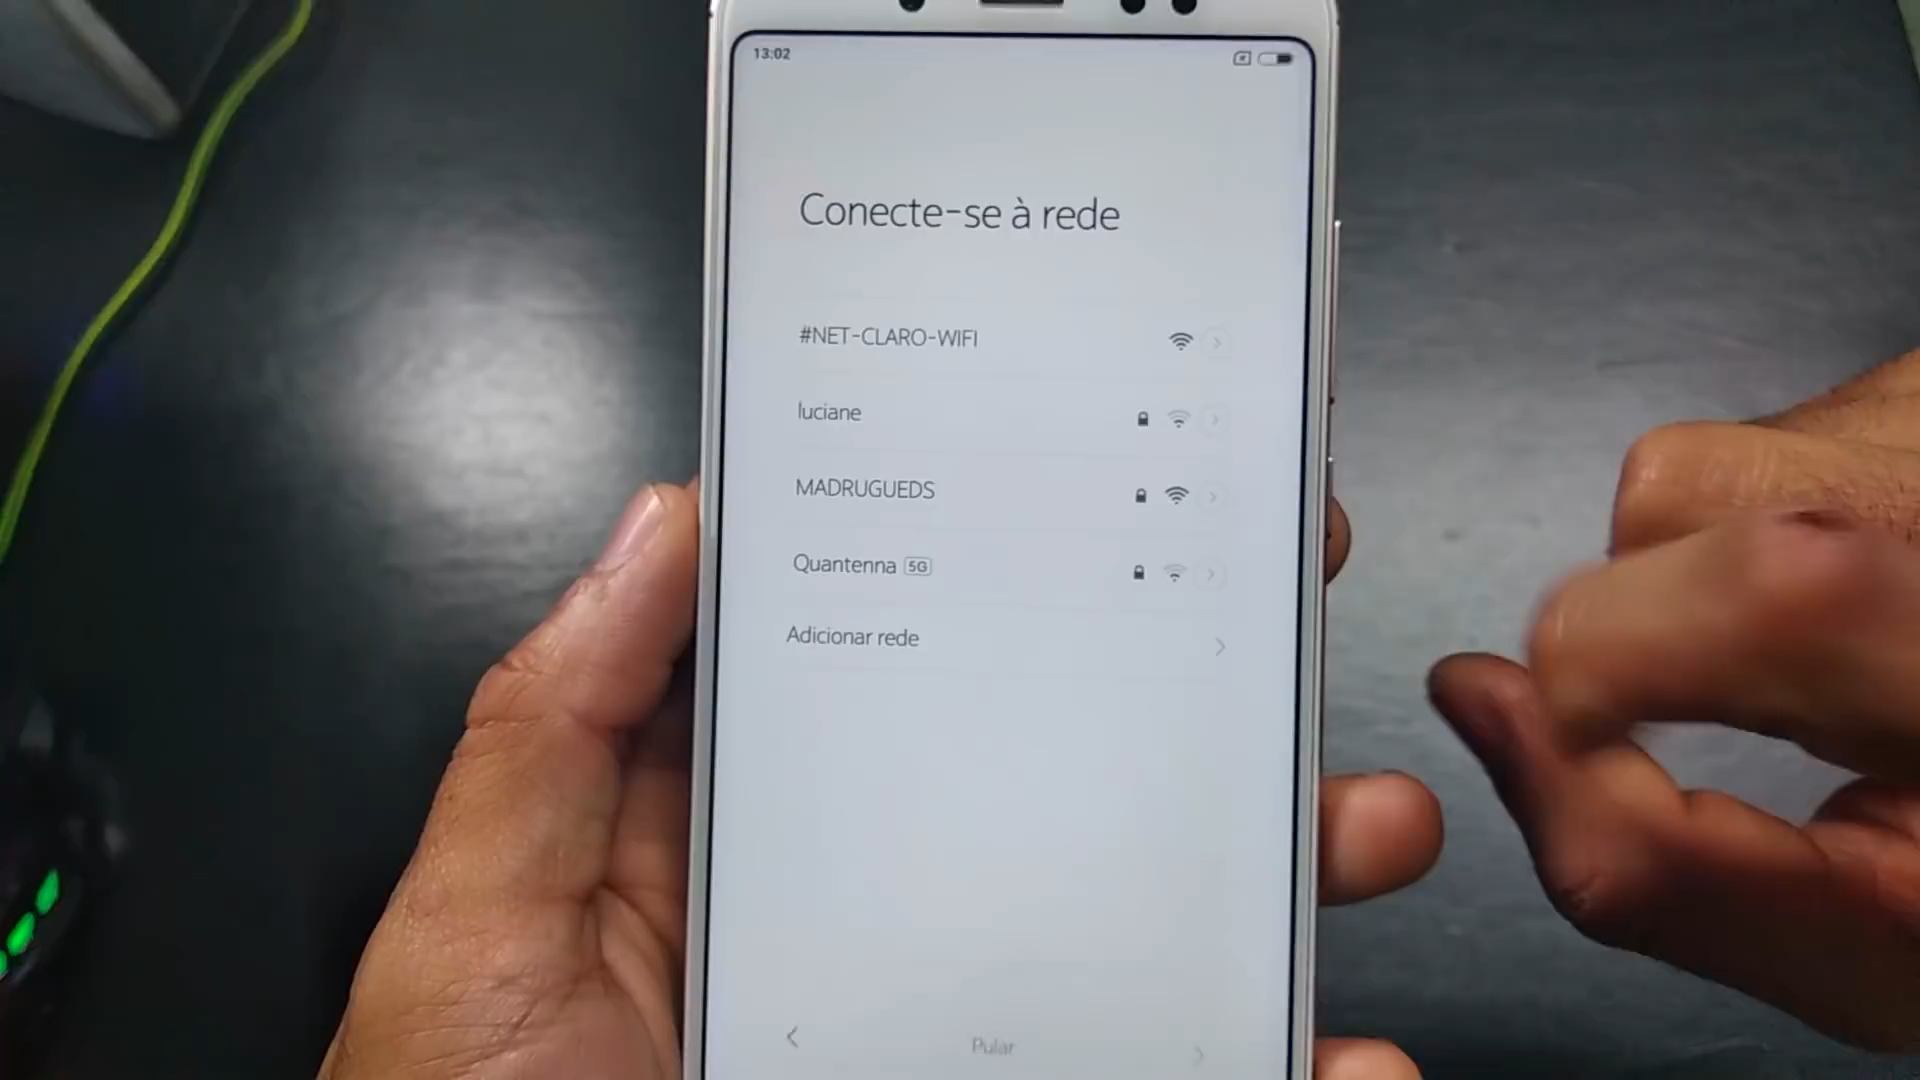 13:02
Conecte-se à rede
#NET-CLARO-WIFI
luciane
MADRUGUEDS
Quantenna 5G
Adicionar rede
Pular